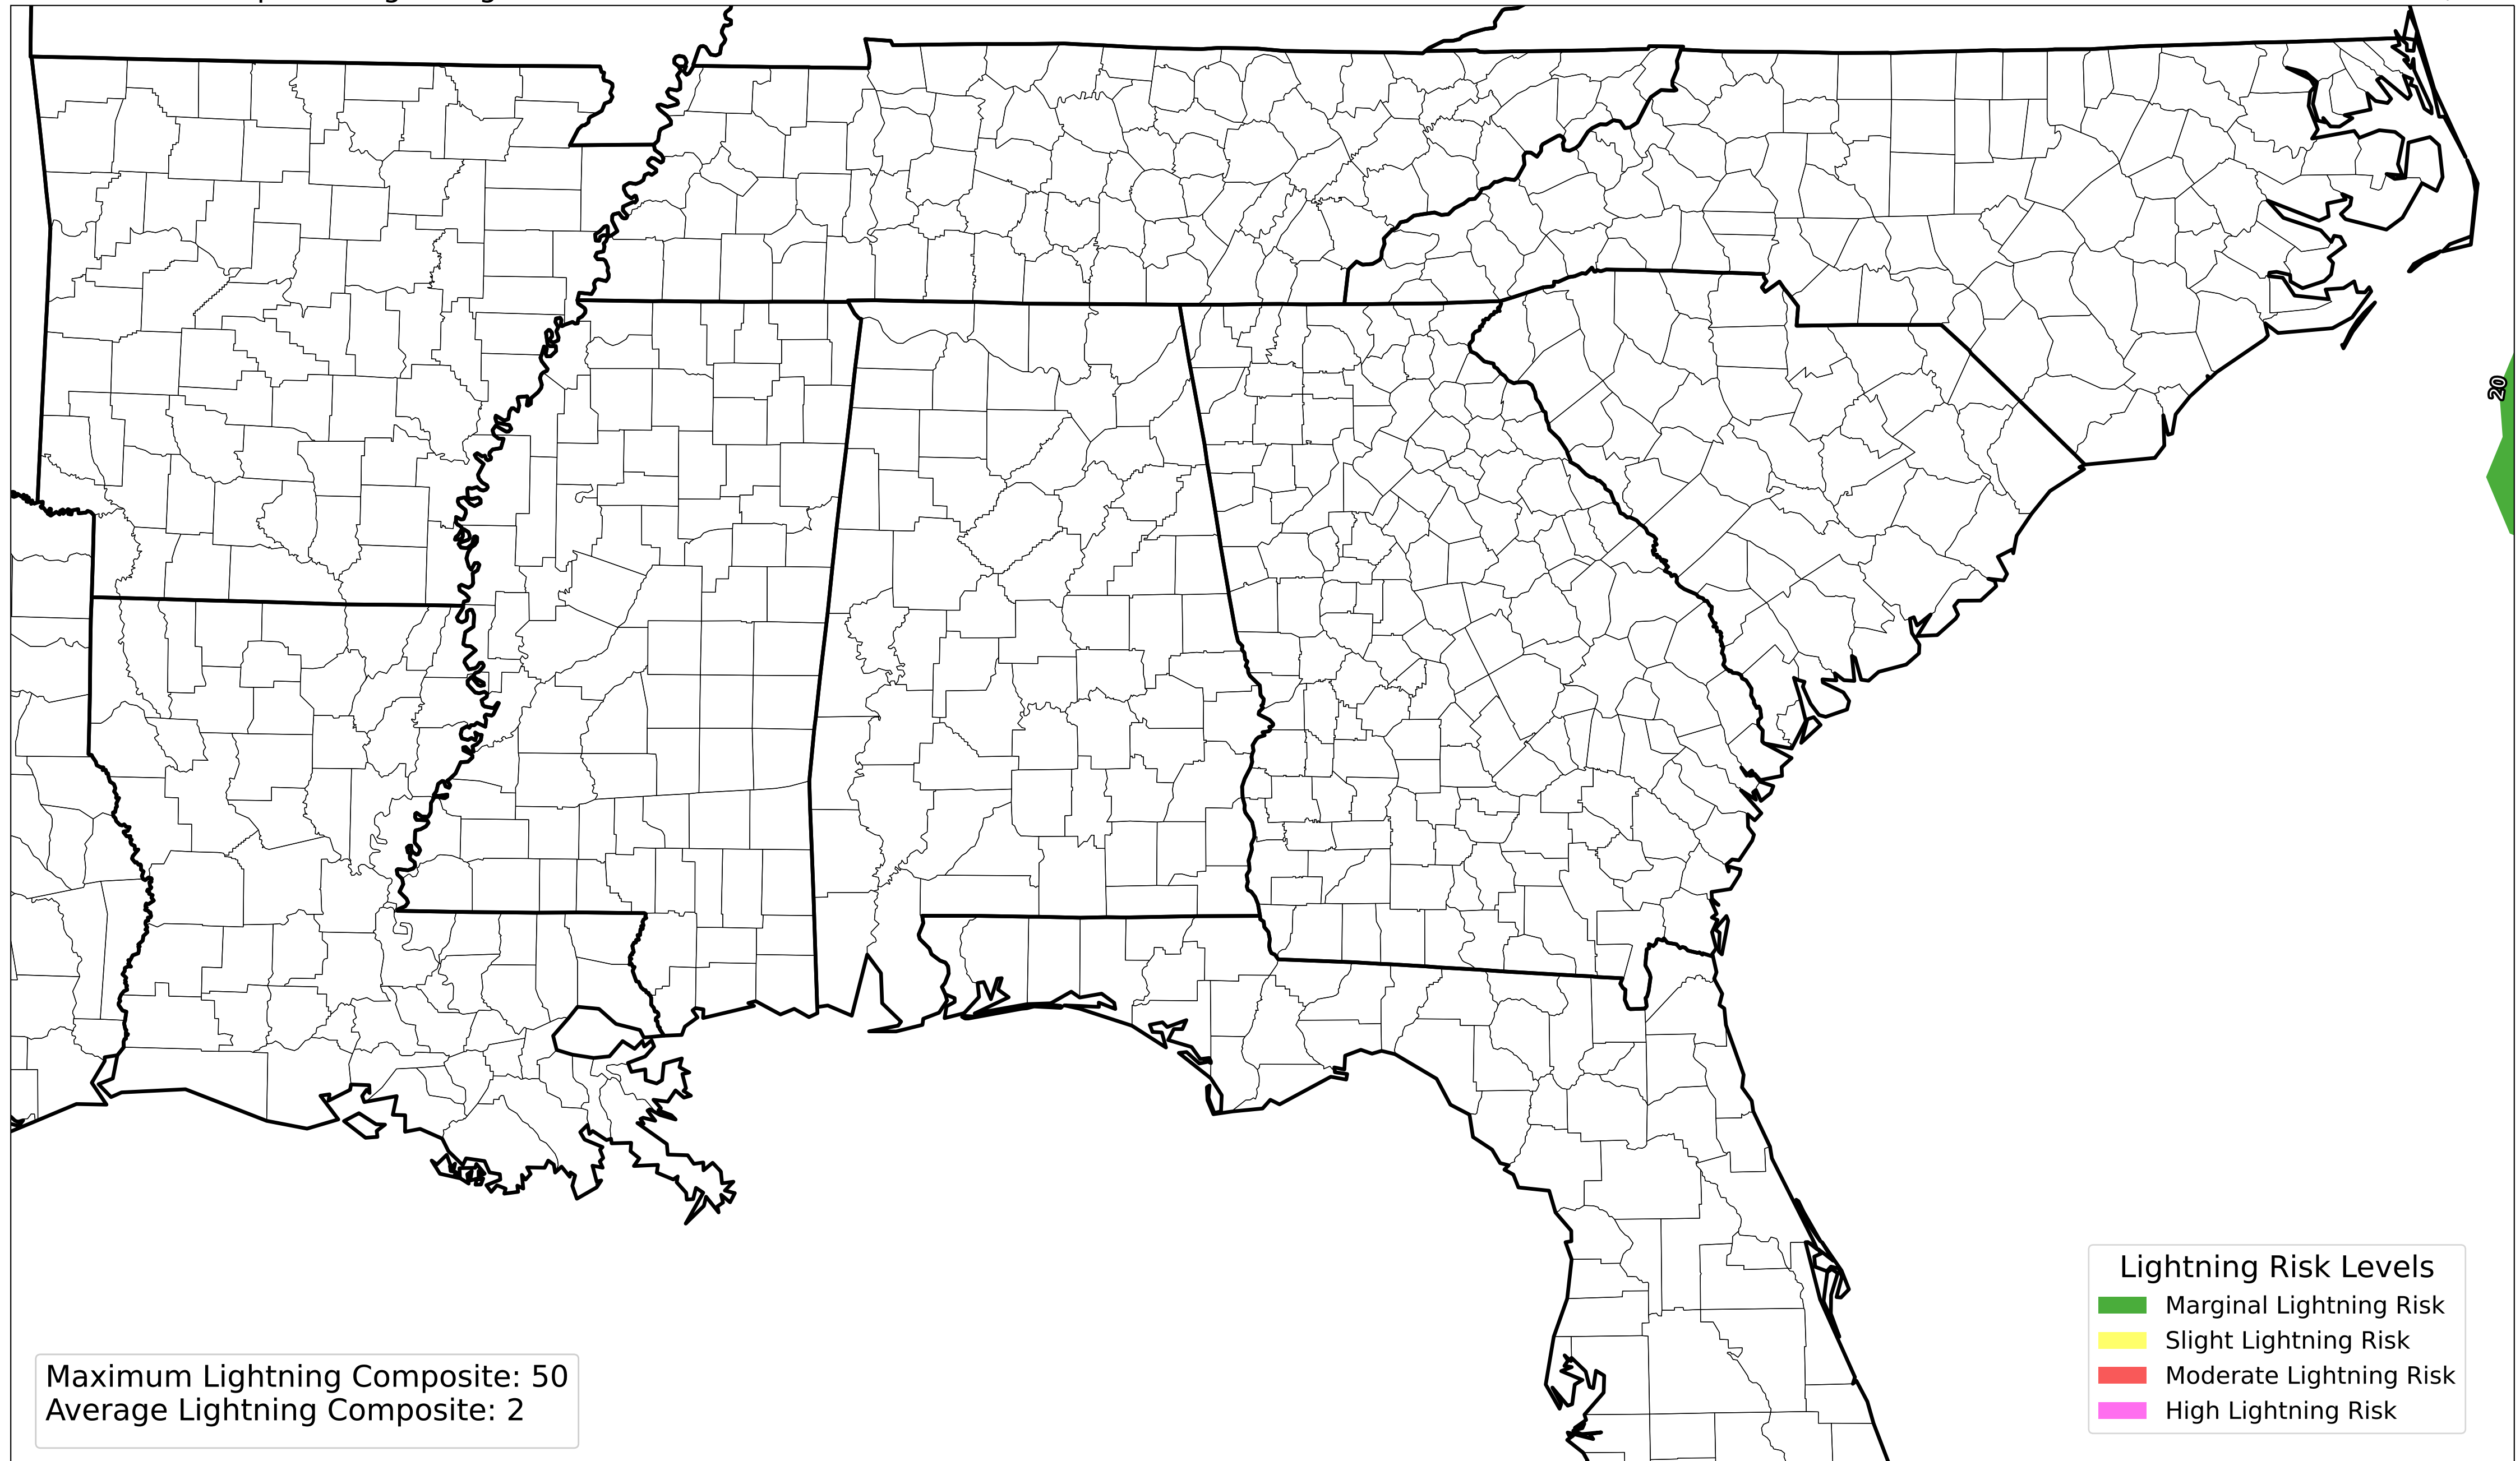 20
Lightning Risk Levels
Marginal Lightning Risk
Slight Lightning Risk
Moderate Lightning Risk
High Lightning Risk
Maximum Lightning Composite: 50
Average Lightning Composite: 2